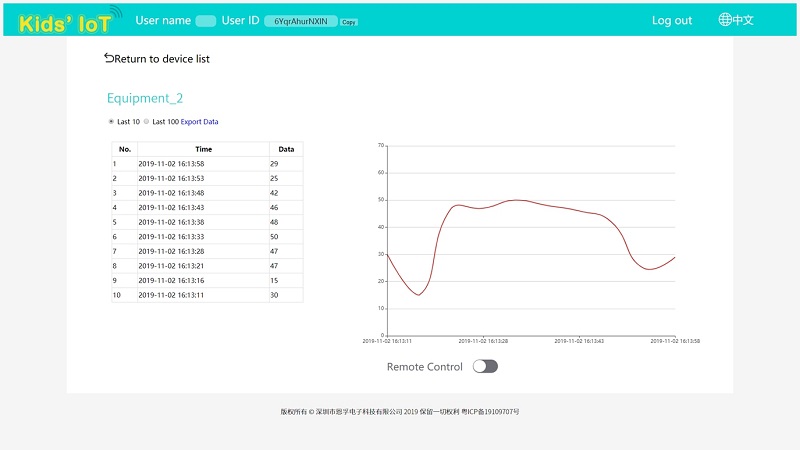 Kids' IoT
User name User ID 6YqrAhurNXIN Copy
Log out 中文
Return to device list
Equipment_2
Last 10 Last 100 Export Data
No. Time Data
1 2019-11-02 16:13:58 29
2 2019-11-02 16:13:53 25
3 2019-11-02 16:13:48 42
4 2019-11-02 16:13:43 46
5 2019-11-02 16:13:38 48
6 2019-11-02 16:13:33 50
7 2019-11-02 16:13:28 47
8 2019-11-02 16:13:21 47
9 2019-11-02 16:13:16 15
10 2019-11-02 16:13:11 30
70
60
50
40
30
20
10
0
2019-11-02 16:13:11 2019-11-02 16:13:28 2019-11-02 16:13:43 2019-11-02 16:13:58
Remote Control
版权所有 © 深圳市恩孚电子科技有限公司 2019 保留一切权利 粤ICP备19109707号